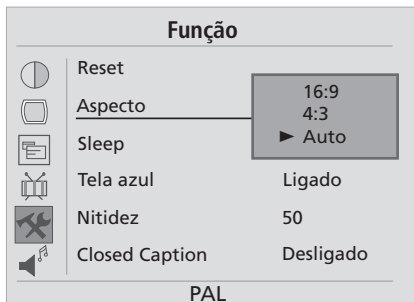 Função
Reset
Aspecto
16:9
4:3
► Auto
Sleep
Tela azul Ligado
Nitidez 50
Closed Caption Desligado
PAL